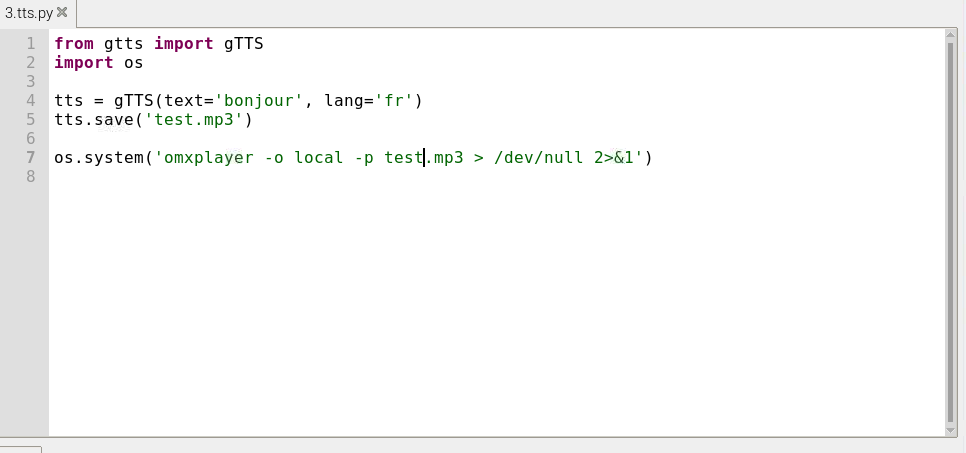 3.tts.py
1 from gtts import gTTS
2 import os
3
4 tts = gTTS(text='bonjour', lang='fr')
5 tts.save('test.mp3')
6
7 os.system('omxplayer -o local -p test.mp3 > /dev/null 2>&1')
8